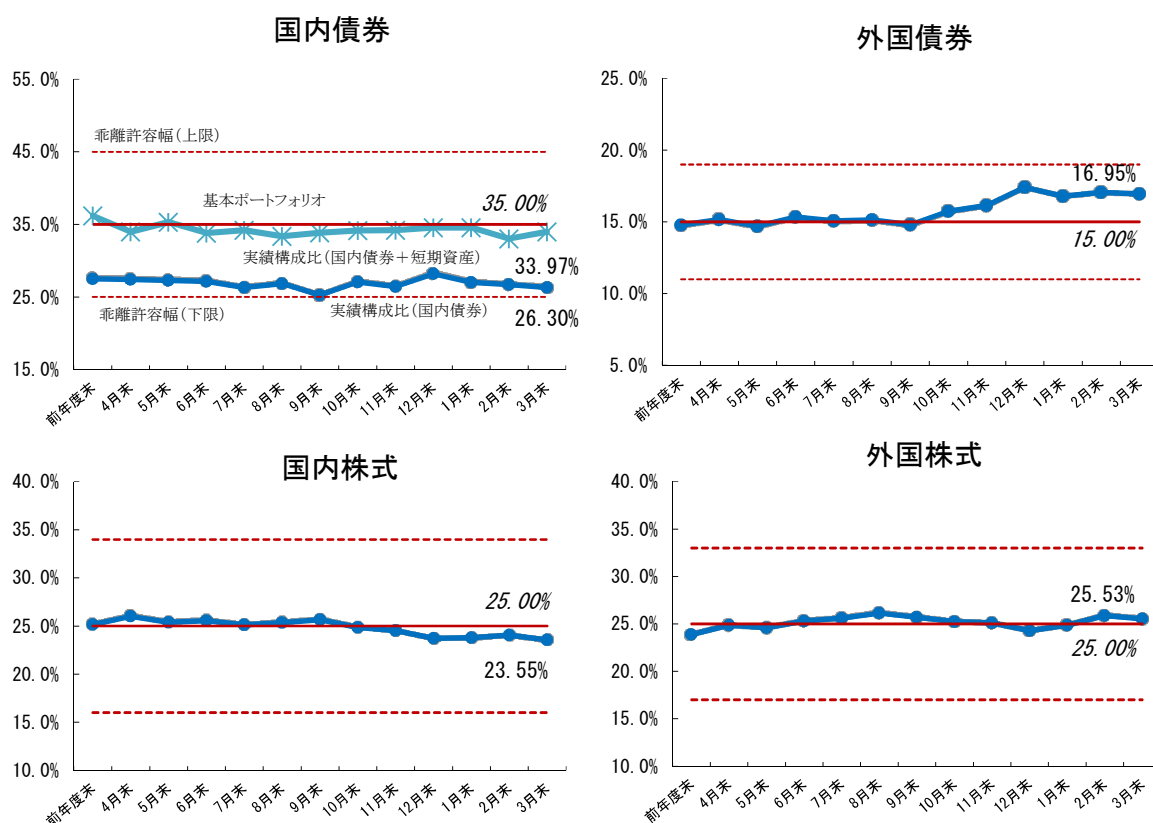 国内債券
55.0%
45.0%
35.0%
25.0%
15.0%
乖離許容幅（上限）
基本ポートフォリオ
35.00%
実績構成比（国内債券＋短期資産）
33.97%
乖離許容幅（下限）
実績構成比（国内債券）
26.30%
前年度末 4月末 5月末 6月末 7月末 8月末 9月末 10月末 11月末 12月末 1月末 2月末 3月末
外国債券
25.0%
20.0%
15.0%
10.0%
5.0%
16.95%
15.00%
前年度末 4月末 5月末 6月末 7月末 8月末 9月末 10月末 11月末 12月末 1月末 2月末 3月末
国内株式
40.0%
35.0%
30.0%
25.0%
20.0%
15.0%
10.0%
25.00%
23.55%
前年度末 4月末 5月末 6月末 7月末 8月末 9月末 10月末 11月末 12月末 1月末 2月末 3月末
外国株式
40.0%
35.0%
30.0%
25.0%
20.0%
15.0%
10.0%
25.53%
25.00%
前年度末 4月末 5月末 6月末 7月末 8月末 9月末 10月末 11月末 12月末 1月末 2月末 3月末